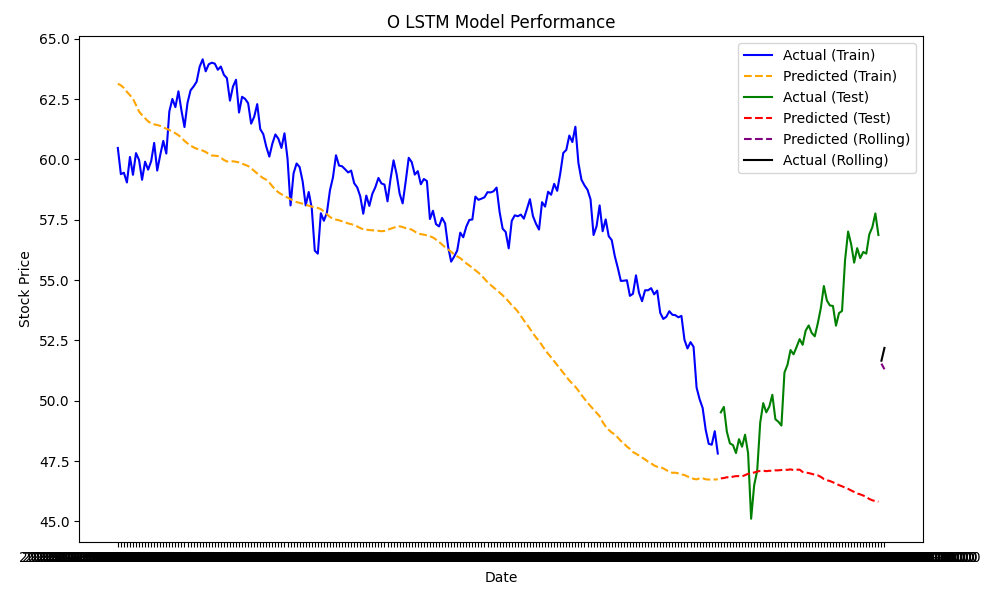 O LSTM Model Performance
65.0
62.5
60.0
57.5
55.0
52.5
50.0
47.5
45.0
Stock Price
Actual (Train)
Predicted (Train)
Actual (Test)
Predicted (Test)
Predicted (Rolling)
Actual (Rolling)
Date